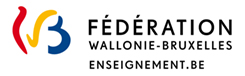 FÉDÉRATION
WALLONIE-BRUXELLES
ENSEIGNEMENT.BE